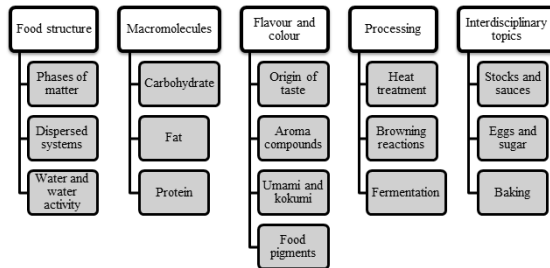 Food structure
Phases of
matter
Dispersed
systems
Water and
water
activity
Macromolecules
Carbohydrate
Fat
Protein
Flavour and
colour
Origin of
taste
Aroma
compounds
Umami and
kokumi
Food
pigments
Processing
Heat
treatment
Browning
reactions
Fermentation
Interdisciplinary
topics
Stocks and
sauces
Eggs and
sugar
Baking